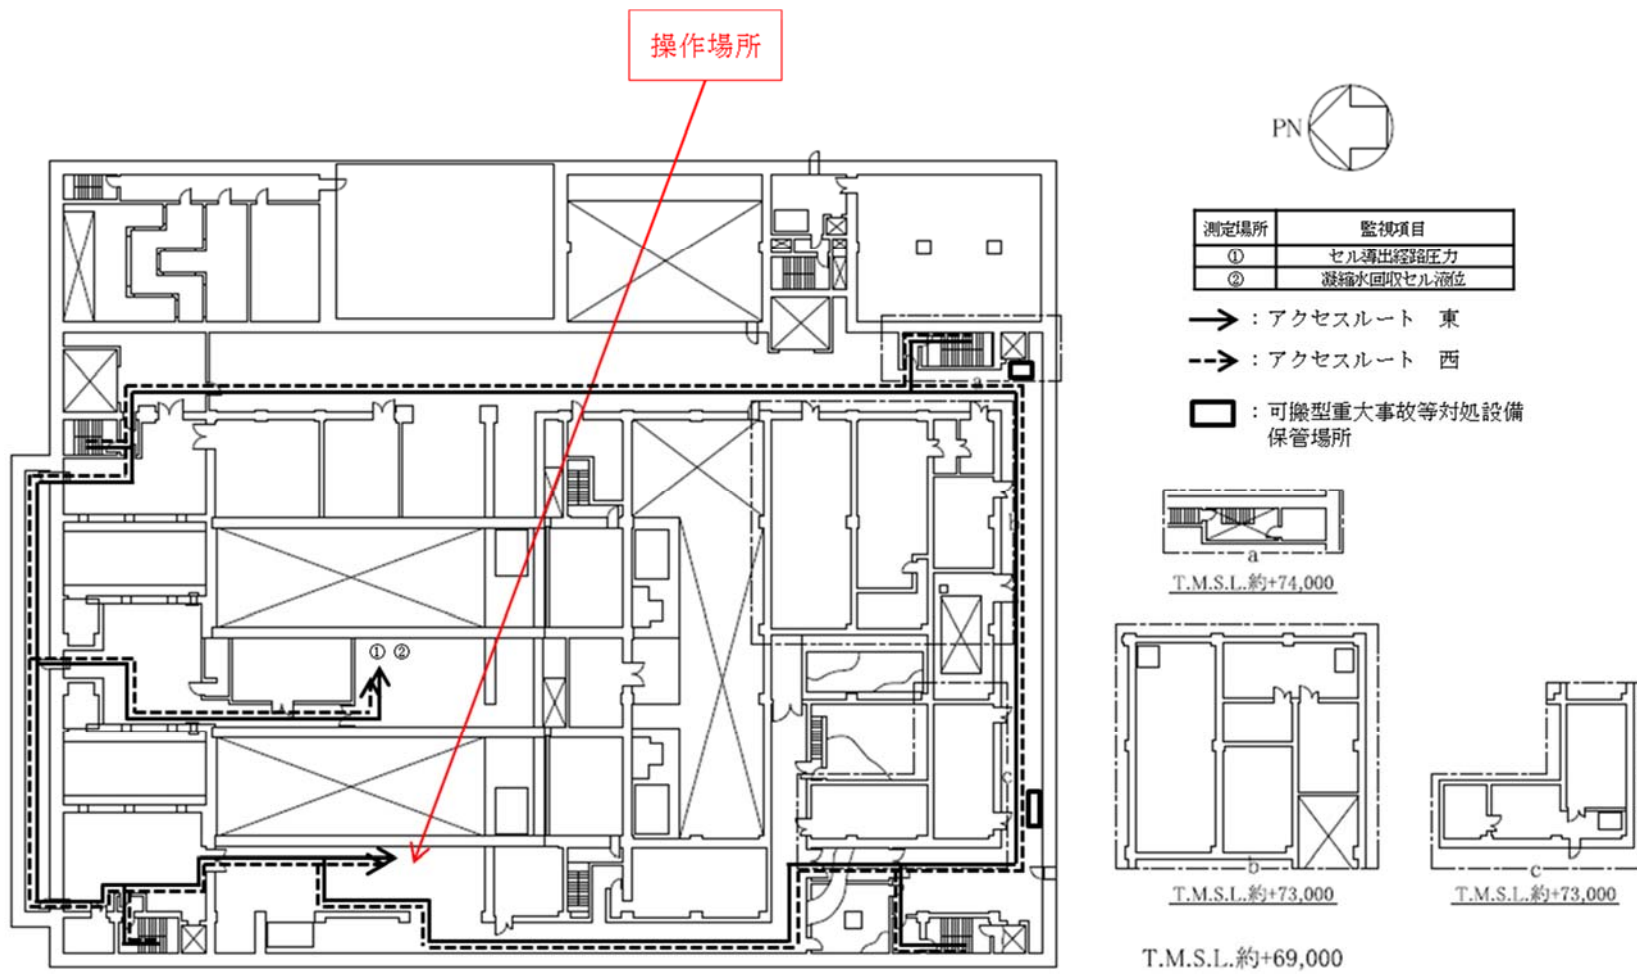 操作場所
PN
測定場所 監視項目
① セル導出経路圧力
② 凝縮水回収セル液位
：アクセスルート 東
：アクセスルート 西
：可搬型重大事故等対処設備
保管場所
a
① ②
c
a
T.M.S.L.約+74,000
b
T.M.S.L.約+73,000
c
T.M.S.L.約+73,000
T.M.S.L.約+69,000